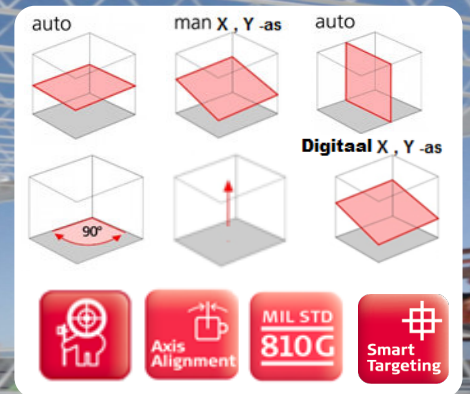 auto
man X , Y -as
auto
Digitaal X , Y -as
90°
Axis
Alignment
MIL STD
810G
Smart
Targeting